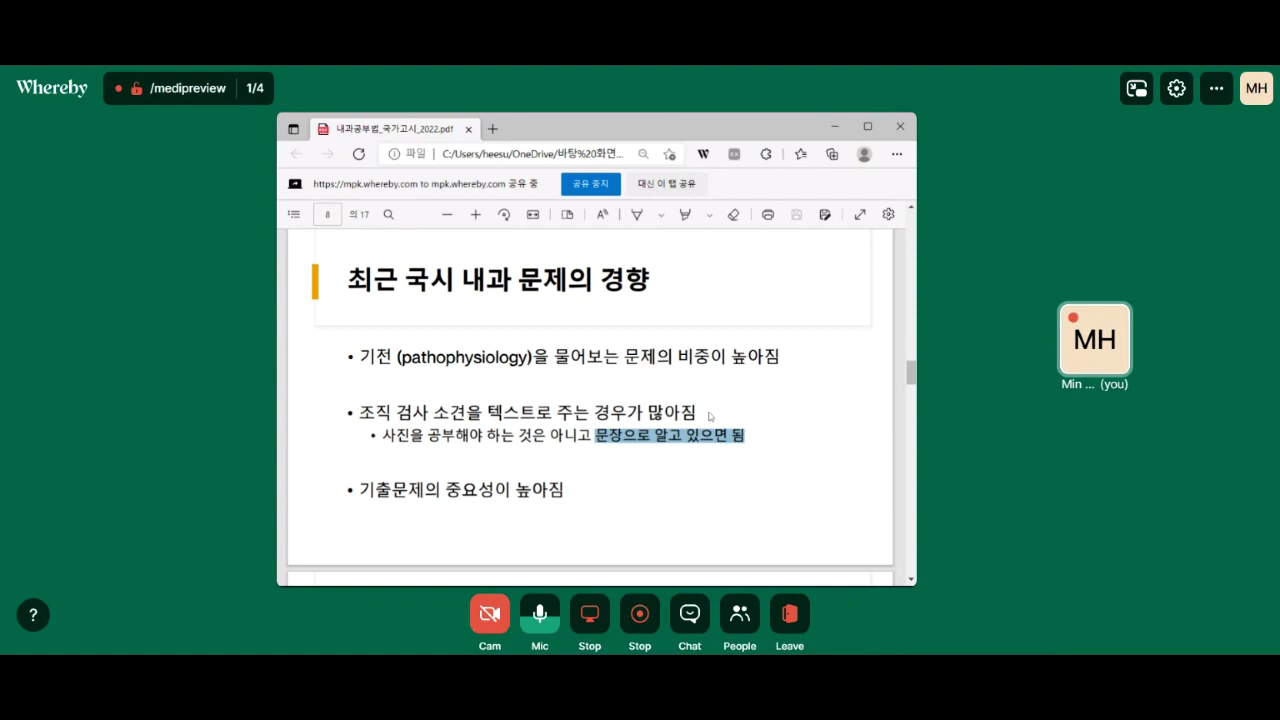 Whereby
/medipreview
1/4
MH
내과공부법_국가고시_2022.pdf
파일
C:/Users/heesu/OneDrive/바탕%20화면...
W
https://mpk.whereby.com to mpk.whereby.com 공유 중
공유 중지
대신 이 탭 공유
8
의 17
최근 국시 내과 문제의 경향
• 기전 (pathophysiology)을 물어보는 문제의 비중이 높아짐
• 조직 검사 소견을 텍스트로 주는 경우가 많아짐
• 사진을 공부해야 하는 것은 아니고 문장으로 알고 있으면 됨
• 기출문제의 중요성이 높아짐
MH
Min ... (you)
?
Cam
Mic
Stop
Stop
Chat
People
Leave